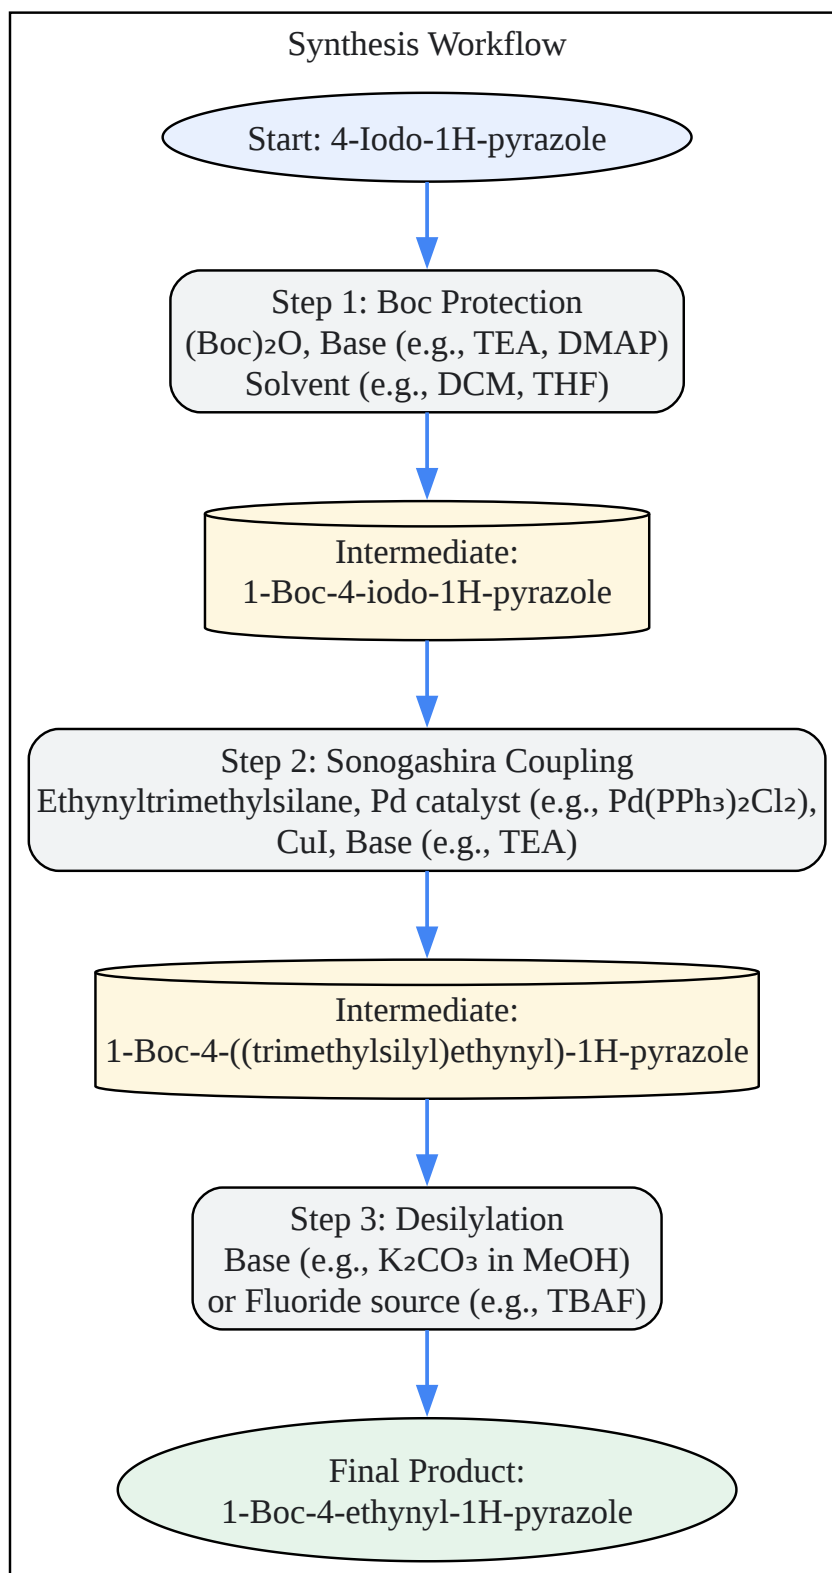 Synthesis Workflow
Start: 4-Iodo-1H-pyrazole
Step 1: Boc Protection
(Boc)₂O, Base (e.g., TEA, DMAP)
Solvent (e.g., DCM, THF)
Intermediate:
1-Boc-4-iodo-1H-pyrazole
Step 2: Sonogashira Coupling
Ethynyltrimethylsilane, Pd catalyst (e.g., Pd(PPh₃)₂Cl₂),
CuI, Base (e.g., TEA)
Intermediate:
1-Boc-4-((trimethylsilyl)ethynyl)-1H-pyrazole
Step 3: Desilylation
Base (e.g., K₂CO₃ in MeOH)
or Fluoride source (e.g., TBAF)
Final Product:
1-Boc-4-ethynyl-1H-pyrazole